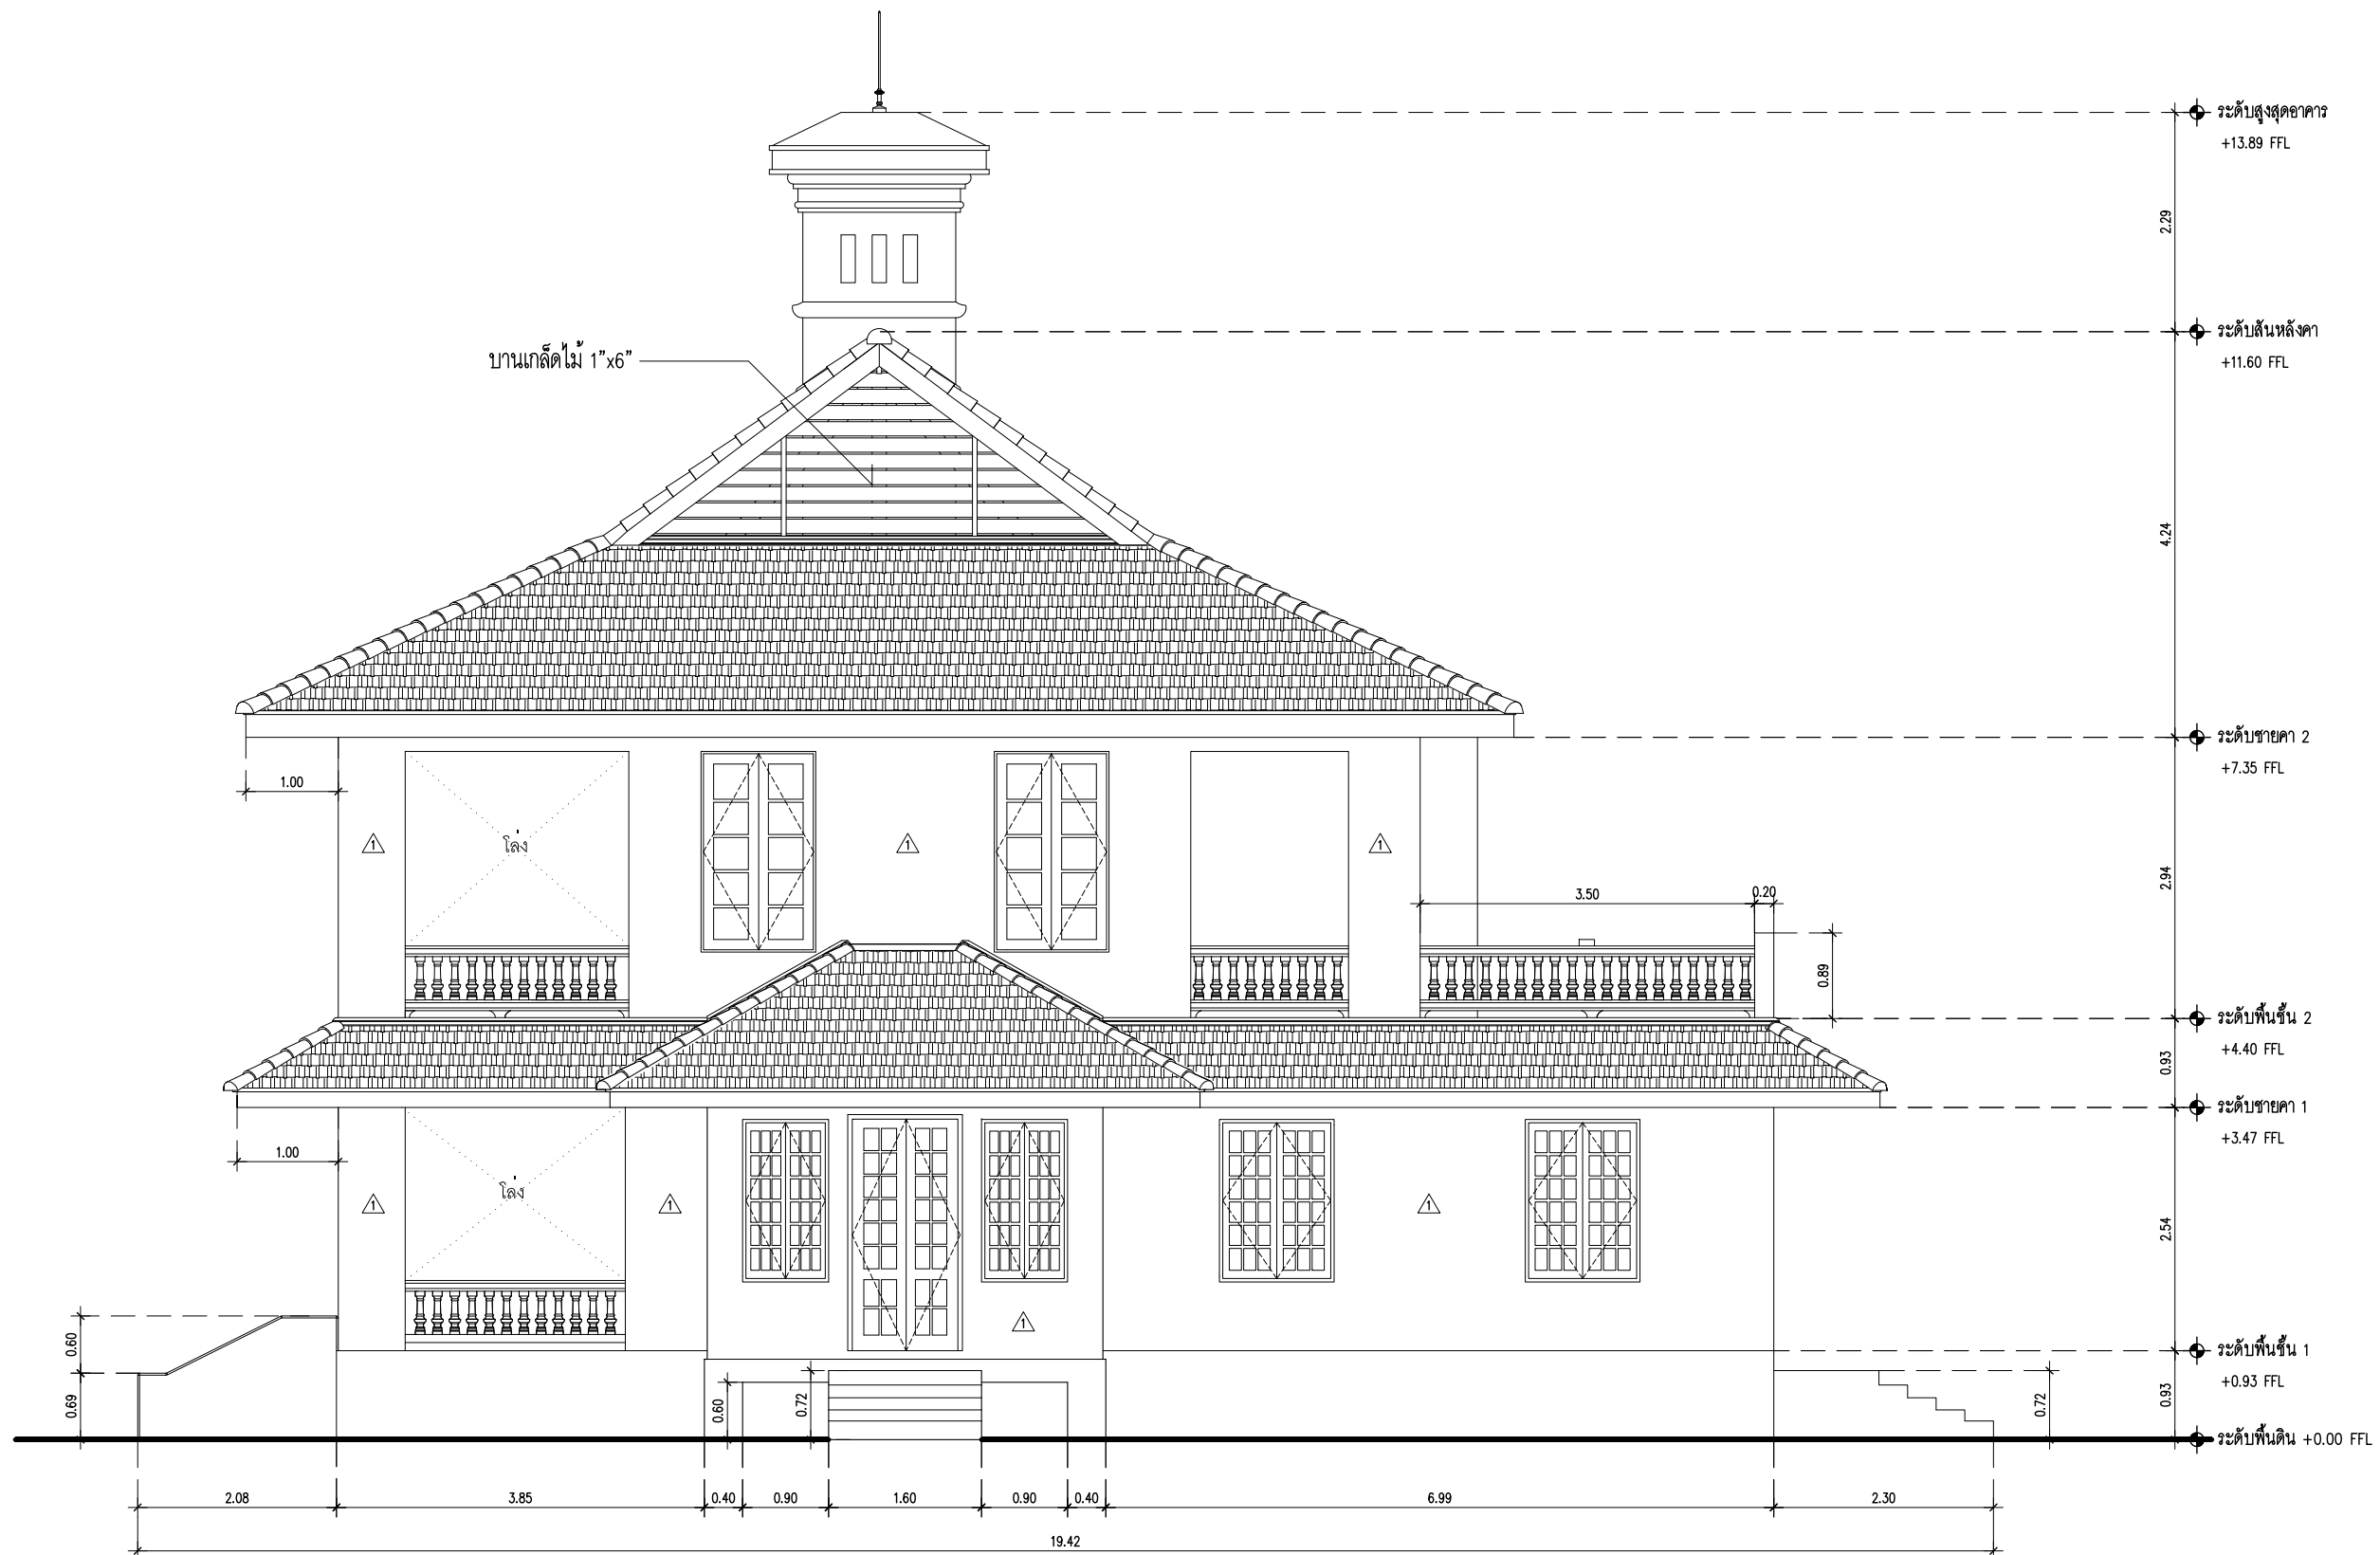 ระดับสูงสุดอาคาร
+13.89 FFL
2.29
ระดับสันหลังคา
+11.60 FFL
บานเกล็ดไม้ 1"x6"
4.24
ระดับชายคา 2
+7.35 FFL
1.00
โล่ง
1
1
1
2.94
3.50
0.20
0.89
ระดับพื้นชั้น 2
+4.40 FFL
0.93
ระดับชายคา 1
+3.47 FFL
1.00
โล่ง
1
1
1
1
2.54
0.60
0.69
0.60
0.72
ระดับพื้นชั้น 1
+0.93 FFL
0.72
0.93
ระดับพื้นดิน +0.00 FFL
2.08
3.85
0.40
0.90
1.60
0.90
0.40
6.99
2.30
19.42